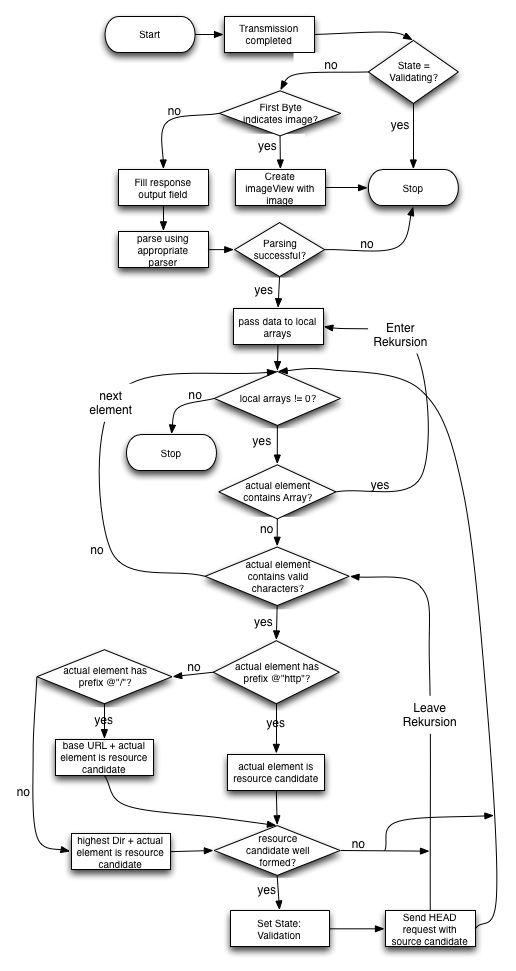 Start
Transmission
completed
State =
Validating?
no
yes
First Byte
indicates image?
no
yes
Fill response
output field
Create
imageView with
image
Stop
parse using
appropriate
parser
Parsing
successful?
no
yes
pass data to local
arrays
Enter
Rekursion
next
element
local arrays != 0?
no
yes
Stop
actual element
contains Array?
yes
no
actual element
contains valid
characters?
no
yes
actual element has
prefix @"/"?
no
actual element has
prefix @"http"?
yes
yes
Leave
Rekursion
base URL + actual
element is resource
candidate
actual element is
resource candidate
no
highest Dir + actual
element is resource
candidate
resource
candidate well
formed?
no
yes
Set State:
Validation
Send HEAD
request with
source candidate